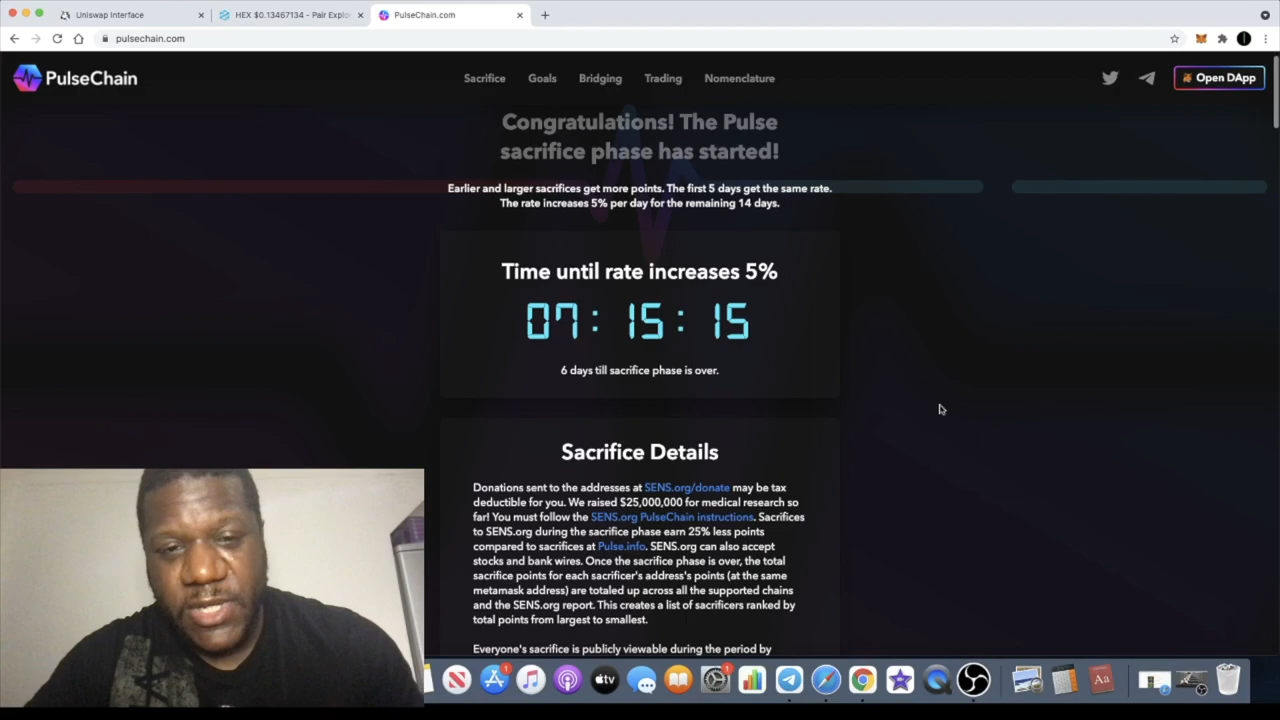 Uniswap Interface
HEX $0.13467134 - Pair Explo
PulseChain.com
pulsechain.com
PulseChain
Sacrifice
Goals
Bridging
Trading
Nomenclature
Open DApp
Congratulations! The Pulse
sacrifice phase has started!
Earlier and larger sacrifices get more points. The first 5 days get the same rate.
The rate increases 5% per day for the remaining 14 days.
Time until rate increases 5%
07: 15: 15
6 days till sacrifice phase is over.
Sacrifice Details
Donations sent to the addresses at SENS.org/donate may be tax
deductible for you. We raised $25,000,000 for medical research so
far! You must follow the SENS.org PulseChain instructions. Sacrifices
to SENS.org during the sacrifice phase earn 25% less points
compared to sacrifices at Pulse.info. SENS.org can also accept
stocks and bank wires. Once the sacrifice phase is over, the total
sacrifice points for each sacrificer's address's points (at the same
metamask address) are totaled up across all the supported chains
and the SENS.org report. This creates a list of sacrificers ranked by
total points from largest to smallest.
Everyone's sacrifice is publicly viewable during the period by
1
tv
1
Aa